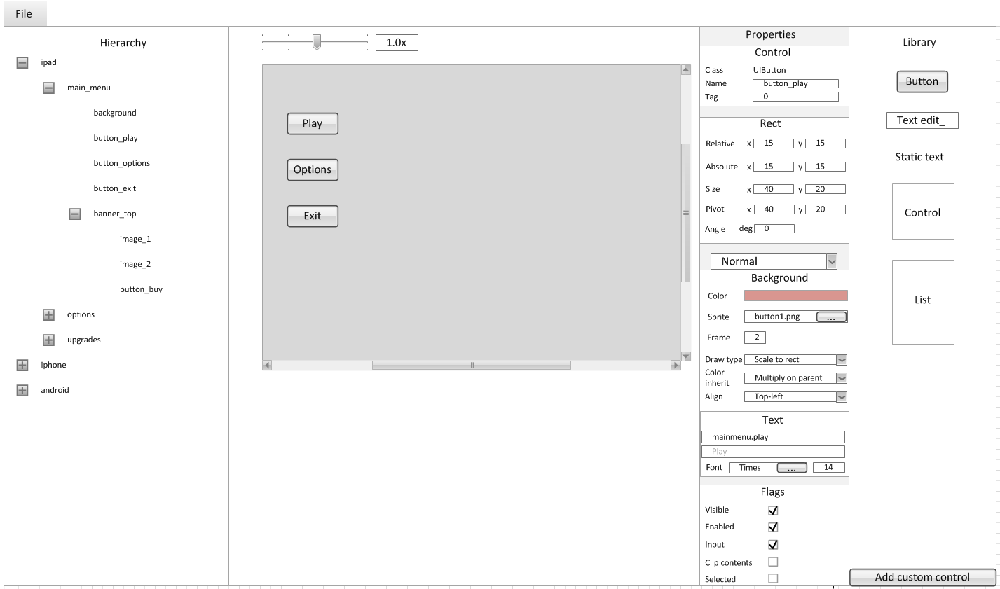 File
Hierarchy
ipad
main_menu
background
button_play
button_options
button_exit
banner_top
image_1
image_2
button_buy
options
upgrades
iphone
android
1.0x
Play
Options
Exit
Properties
Control
Class UIButton
Name button_play
Tag 0
Rect
Relative x 15 y 15
Absolute x 15 y 15
Size x 40 y 20
Pivot x 40 y 20
Angle deg 0
Normal
Background
Color
Sprite button1.png ...
Frame 2
Draw type Scale to rect
Color
inherit Multiply on parent
Align Top-left
Text
mainmenu.play
Play
Font Times ... 14
Flags
Visible
Enabled
Input
Clip contents
Selected
Library
Button
Text edit_
Static text
Control
List
Add custom control